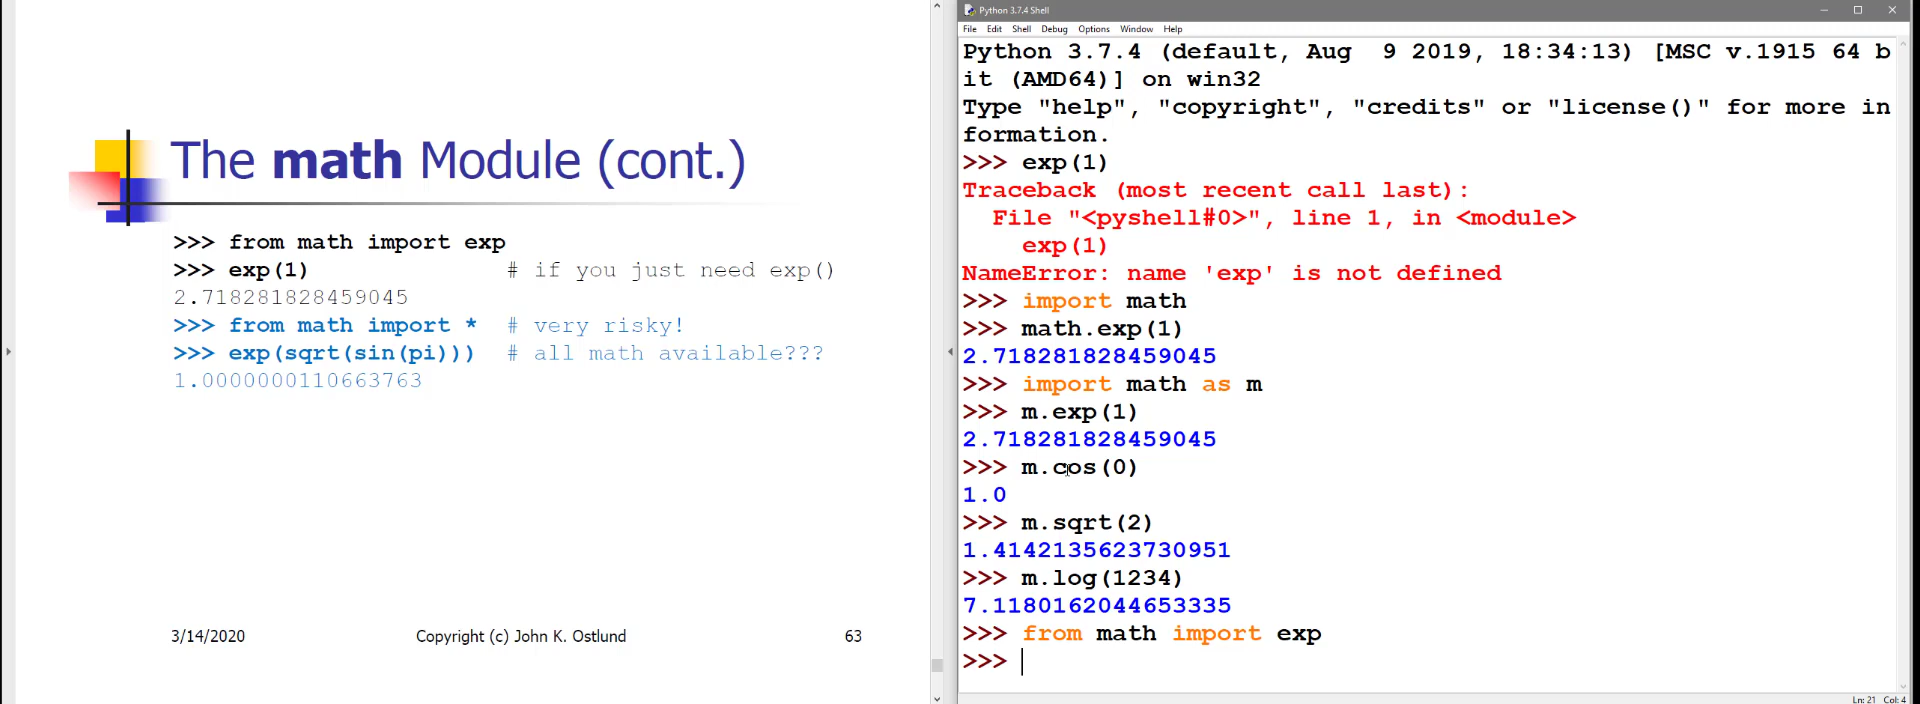 The math Module (cont.)
>>> from math import exp
>>> exp(1) # if you just need exp()
2.718281828459045
>>> from math import * # very risky!
>>> exp(sqrt(sin(pi))) # all math available???
1.0000000110663763
3/14/2020 Copyright (c) John K. Ostlund 63
Python 3.7.4 Shell
File Edit Shell Debug Options Window Help
Python 3.7.4 (default, Aug  9 2019, 18:34:13) [MSC v.1915 64 b
it (AMD64)] on win32
Type "help", "copyright", "credits" or "license()" for more in
formation.
>>> exp(1)
Traceback (most recent call last):
  File "<pyshell#0>", line 1, in <module>
    exp(1)
NameError: name 'exp' is not defined
>>> import math
>>> math.exp(1)
2.718281828459045
>>> import math as m
>>> m.exp(1)
2.718281828459045
>>> m.cos(0)
1.0
>>> m.sqrt(2)
1.4142135623730951
>>> m.log(1234)
7.1180162044653335
>>> from math import exp
>>>
Ln: 21 Col: 4